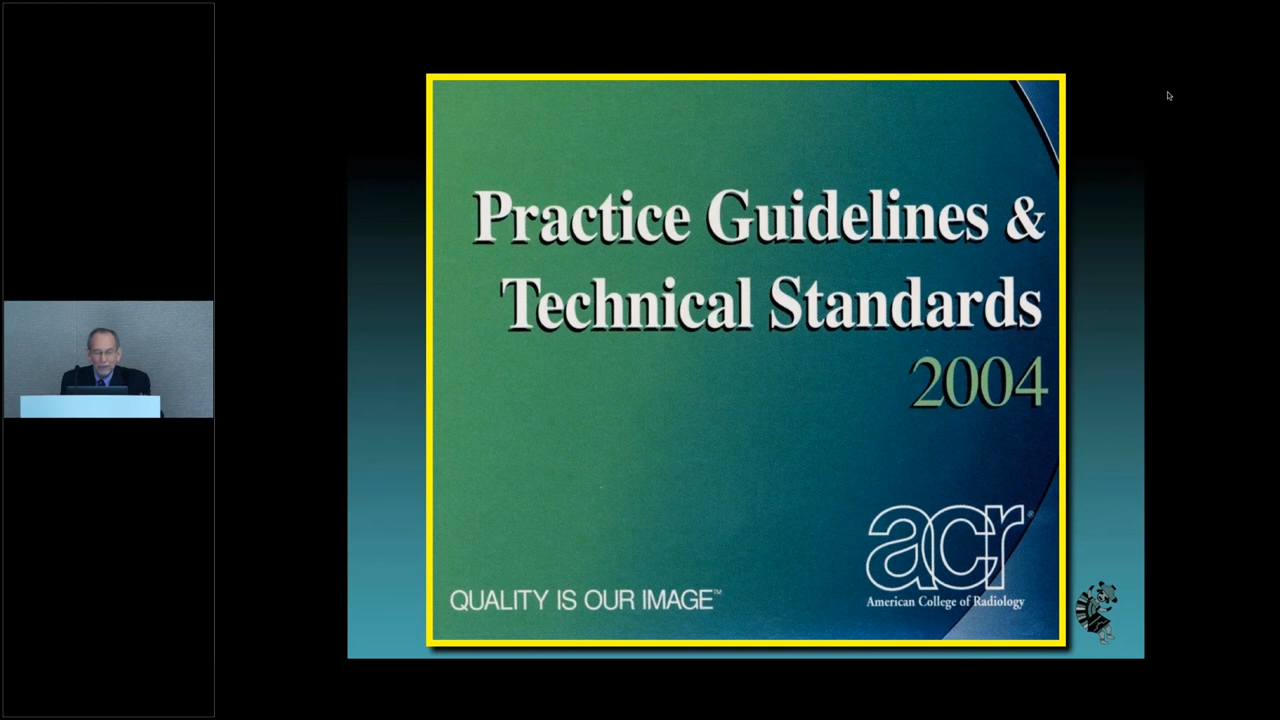 Practice Guidelines &
Technical Standards
2004
acr®
American College of Radiology
QUALITY IS OUR IMAGE™